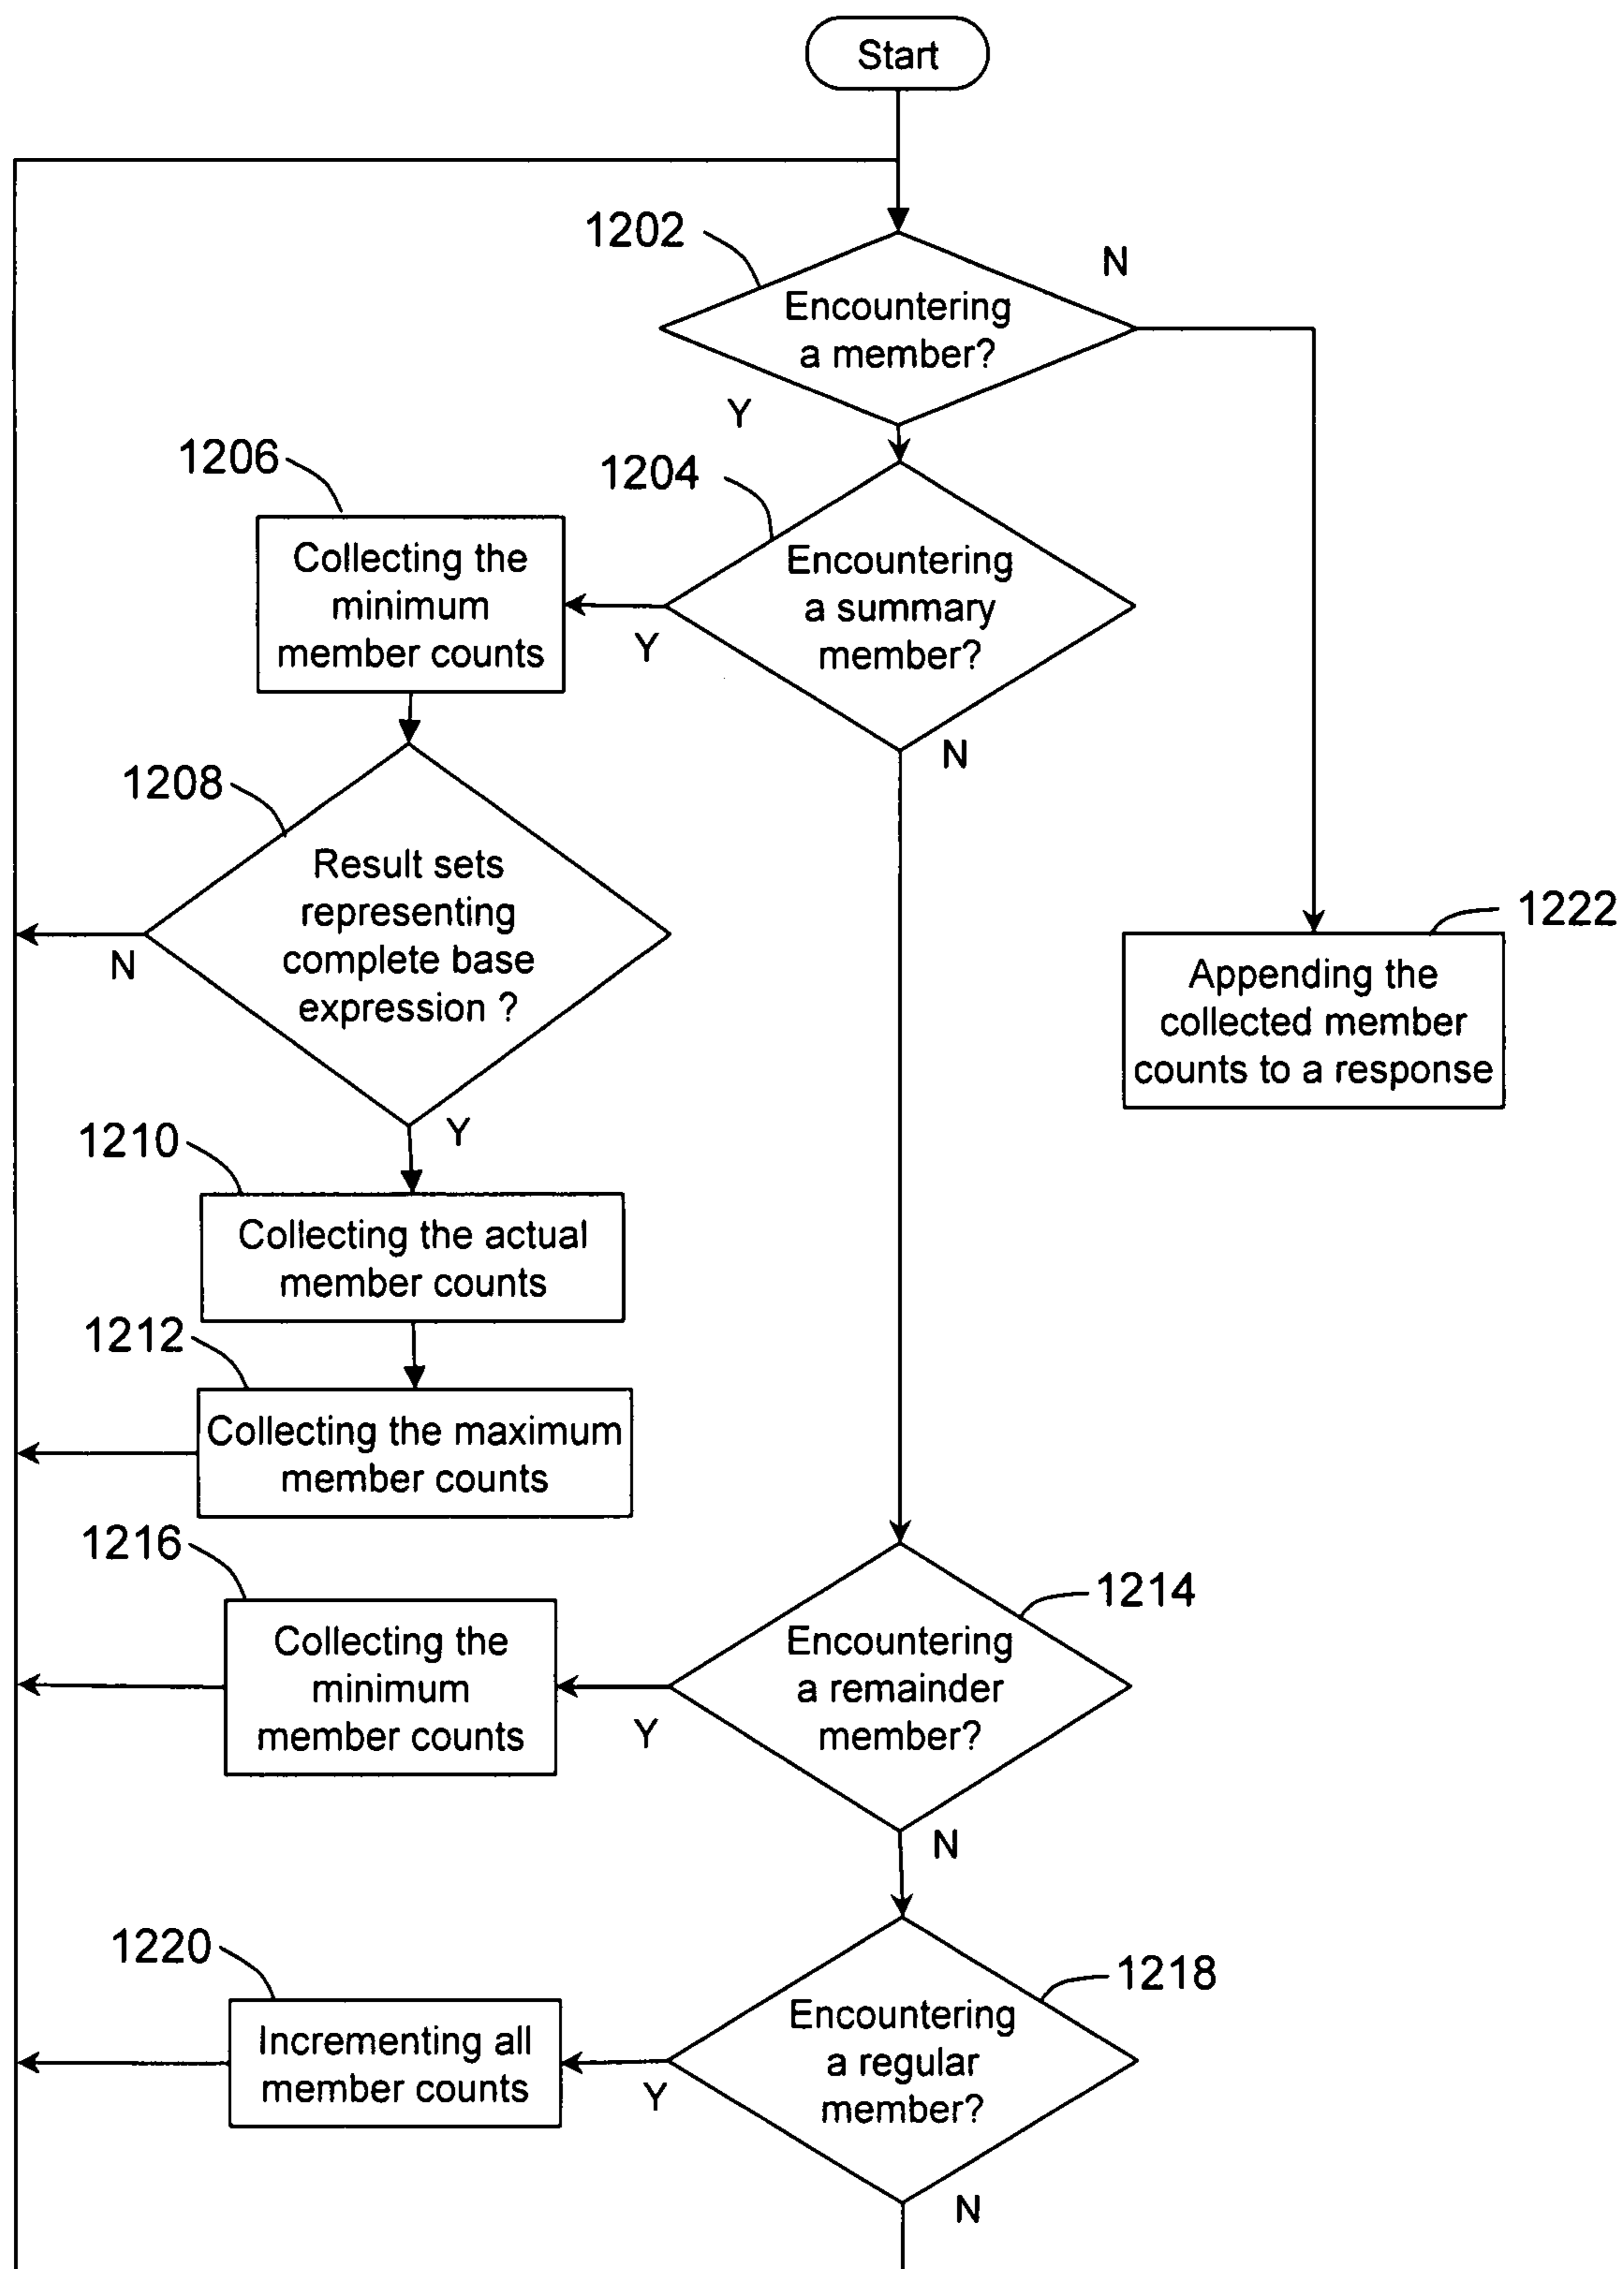 Start
1202
N
Encountering
a member?
Y
1206
1204
Collecting the
minimum
member counts
Encountering
a summary
member?
Y
N
1208
Result sets
representing
complete base
expression ?
N
Y
1222
Appending the
collected member
counts to a response
1210
Collecting the actual
member counts
1212
Collecting the maximum
member counts
1216
Collecting the
minimum
member counts
1214
Encountering
a remainder
member?
Y
N
1220
Incrementing all
member counts
1218
Encountering
a regular
member?
Y
N